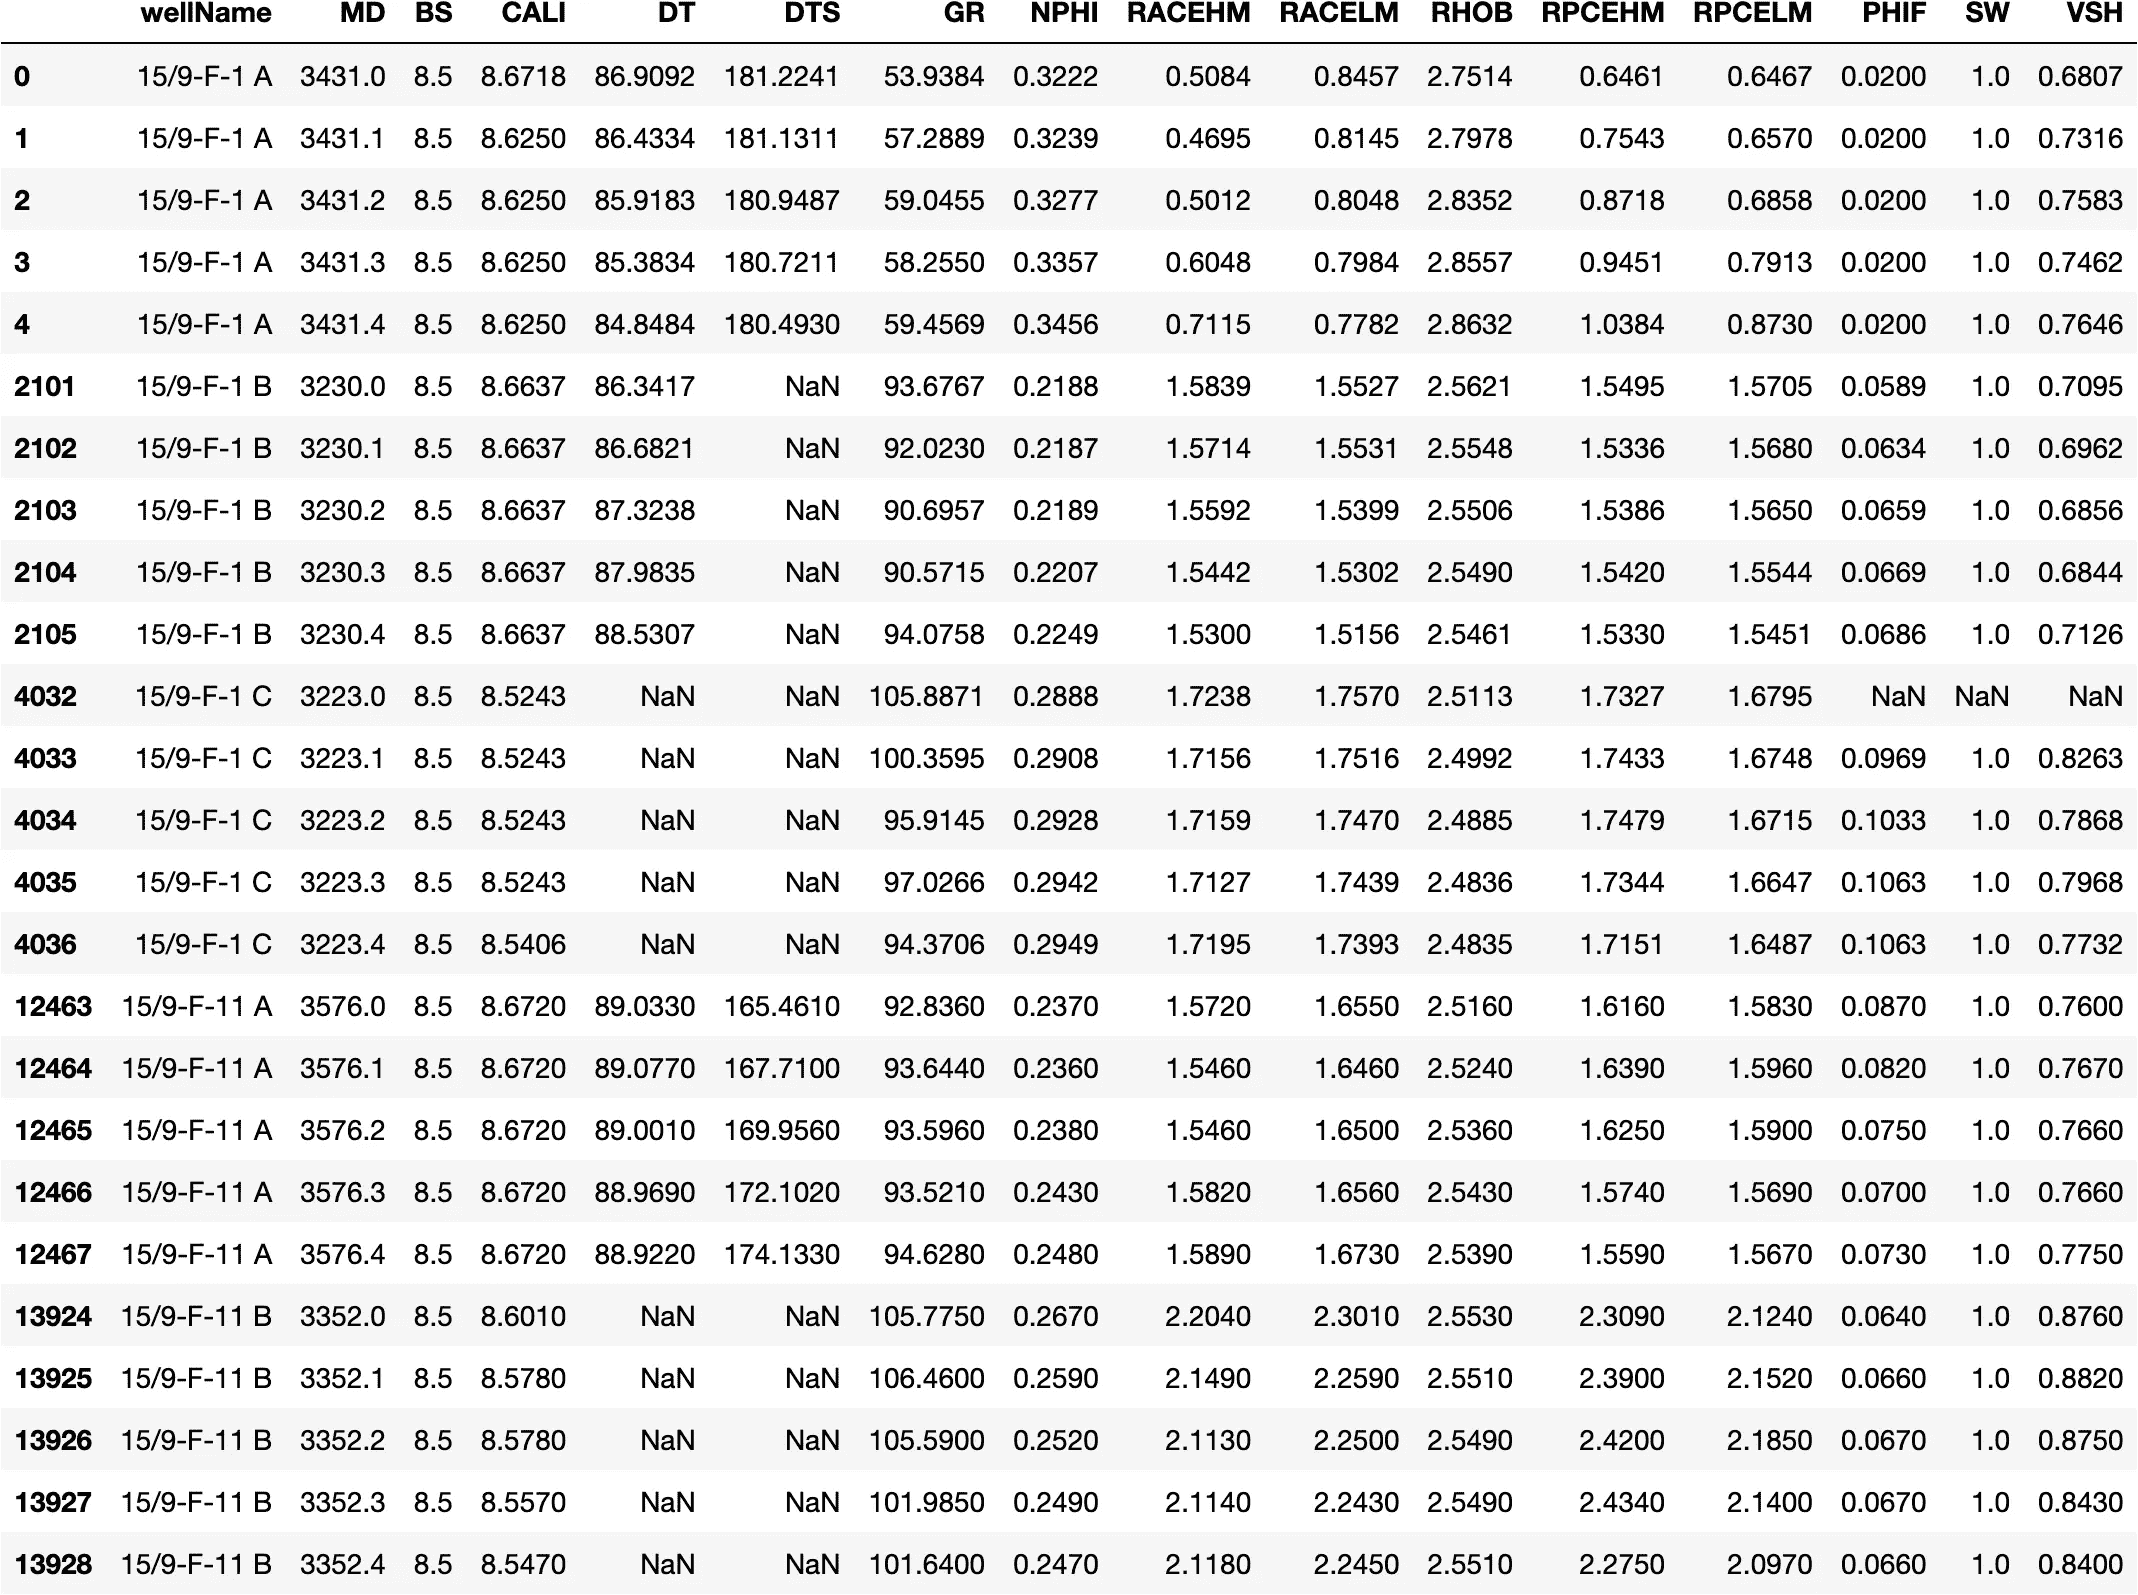 wellName MD BS CALI DT DTS GR NPHI RACEHM RACELM RHOB RPCEHM RPCELM PHIF SW VSH
0 15/9-F-1 A 3431.0 8.5 8.6718 86.9092 181.2241 53.9384 0.3222 0.5084 0.8457 2.7514 0.6461 0.6467 0.0200 1.0 0.6807
1 15/9-F-1 A 3431.1 8.5 8.6250 86.4334 181.1311 57.2889 0.3239 0.4695 0.8145 2.7978 0.7543 0.6570 0.0200 1.0 0.7316
2 15/9-F-1 A 3431.2 8.5 8.6250 85.9183 180.9487 59.0455 0.3277 0.5012 0.8048 2.8352 0.8718 0.6858 0.0200 1.0 0.7583
3 15/9-F-1 A 3431.3 8.5 8.6250 85.3834 180.7211 58.2550 0.3357 0.6048 0.7984 2.8557 0.9451 0.7913 0.0200 1.0 0.7462
4 15/9-F-1 A 3431.4 8.5 8.6250 84.8484 180.4930 59.4569 0.3456 0.7115 0.7782 2.8632 1.0384 0.8730 0.0200 1.0 0.7646
2101 15/9-F-1 B 3230.0 8.5 8.6637 86.3417 NaN 93.6767 0.2188 1.5839 1.5527 2.5621 1.5495 1.5705 0.0589 1.0 0.7095
2102 15/9-F-1 B 3230.1 8.5 8.6637 86.6821 NaN 92.0230 0.2187 1.5714 1.5531 2.5548 1.5336 1.5680 0.0634 1.0 0.6962
2103 15/9-F-1 B 3230.2 8.5 8.6637 87.3238 NaN 90.6957 0.2189 1.5592 1.5399 2.5506 1.5386 1.5650 0.0659 1.0 0.6856
2104 15/9-F-1 B 3230.3 8.5 8.6637 87.9835 NaN 90.5715 0.2207 1.5442 1.5302 2.5490 1.5420 1.5544 0.0669 1.0 0.6844
2105 15/9-F-1 B 3230.4 8.5 8.6637 88.5307 NaN 94.0758 0.2249 1.5300 1.5156 2.5461 1.5330 1.5451 0.0686 1.0 0.7126
4032 15/9-F-1 C 3223.0 8.5 8.5243 NaN NaN 105.8871 0.2888 1.7238 1.7570 2.5113 1.7327 1.6795 NaN NaN NaN
4033 15/9-F-1 C 3223.1 8.5 8.5243 NaN NaN 100.3595 0.2908 1.7156 1.7516 2.4992 1.7433 1.6748 0.0969 1.0 0.8263
4034 15/9-F-1 C 3223.2 8.5 8.5243 NaN NaN 95.9145 0.2928 1.7159 1.7470 2.4885 1.7479 1.6715 0.1033 1.0 0.7868
4035 15/9-F-1 C 3223.3 8.5 8.5243 NaN NaN 97.0266 0.2942 1.7127 1.7439 2.4836 1.7344 1.6647 0.1063 1.0 0.7968
4036 15/9-F-1 C 3223.4 8.5 8.5406 NaN NaN 94.3706 0.2949 1.7195 1.7393 2.4835 1.7151 1.6487 0.1063 1.0 0.7732
12463 15/9-F-11 A 3576.0 8.5 8.6720 89.0330 165.4610 92.8360 0.2370 1.5720 1.6550 2.5160 1.6160 1.5830 0.0870 1.0 0.7600
12464 15/9-F-11 A 3576.1 8.5 8.6720 89.0770 167.7100 93.6440 0.2360 1.5460 1.6460 2.5240 1.6390 1.5960 0.0820 1.0 0.7670
12465 15/9-F-11 A 3576.2 8.5 8.6720 89.0010 169.9560 93.5960 0.2380 1.5460 1.6500 2.5360 1.6250 1.5900 0.0750 1.0 0.7660
12466 15/9-F-11 A 3576.3 8.5 8.6720 88.9690 172.1020 93.5210 0.2430 1.5820 1.6560 2.5430 1.5740 1.5690 0.0700 1.0 0.7660
12467 15/9-F-11 A 3576.4 8.5 8.6720 88.9220 174.1330 94.6280 0.2480 1.5890 1.6730 2.5390 1.5590 1.5670 0.0730 1.0 0.7750
13924 15/9-F-11 B 3352.0 8.5 8.6010 NaN NaN 105.7750 0.2670 2.2040 2.3010 2.5530 2.3090 2.1240 0.0640 1.0 0.8760
13925 15/9-F-11 B 3352.1 8.5 8.5780 NaN NaN 106.4600 0.2590 2.1490 2.2590 2.5510 2.3900 2.1520 0.0660 1.0 0.8820
13926 15/9-F-11 B 3352.2 8.5 8.5780 NaN NaN 105.5900 0.2520 2.1130 2.2500 2.5490 2.4200 2.1850 0.0670 1.0 0.8750
13927 15/9-F-11 B 3352.3 8.5 8.5570 NaN NaN 101.9850 0.2490 2.1140 2.2430 2.5490 2.4340 2.1400 0.0670 1.0 0.8430
13928 15/9-F-11 B 3352.4 8.5 8.5470 NaN NaN 101.6400 0.2470 2.1180 2.2450 2.5510 2.2750 2.0970 0.0660 1.0 0.8400